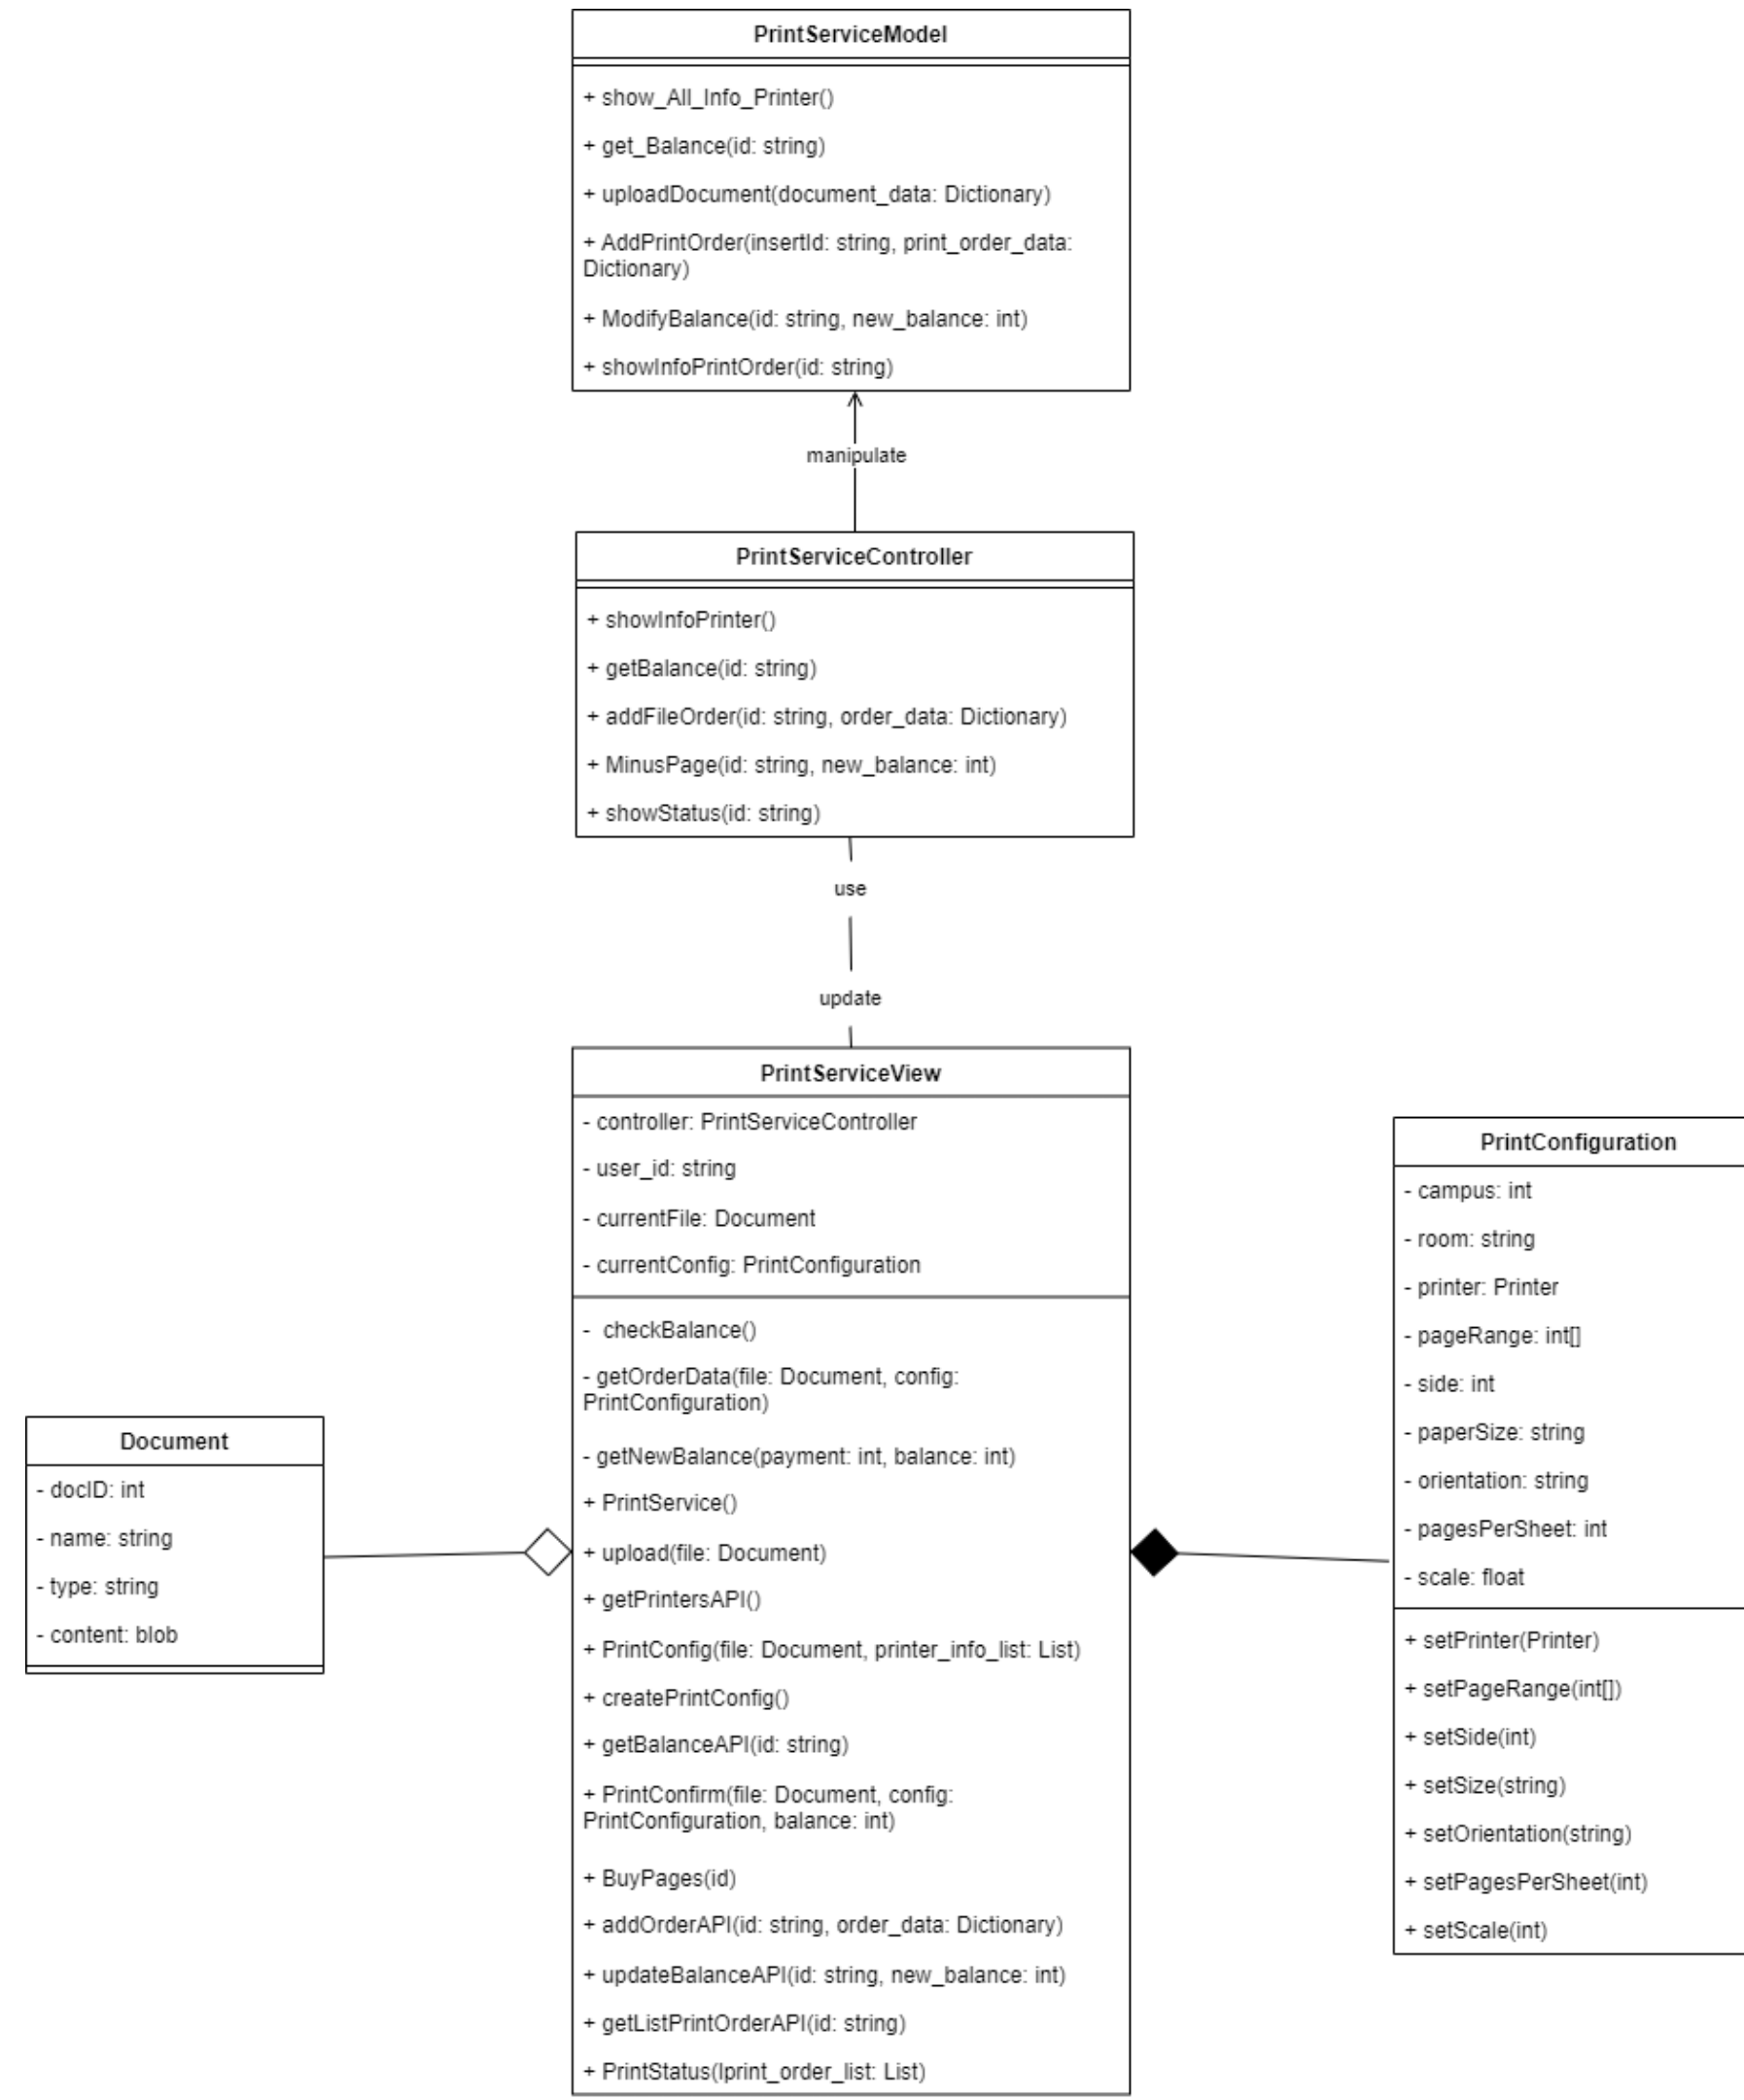 PrintServiceModel
+ show_All_Info_Printer()
+ get_Balance(id: string)
+ uploadDocument(document_data: Dictionary)
+ AddPrintOrder(insertId: string, print_order_data:
Dictionary)
+ ModifyBalance(id: string, new_balance: int)
+ showInfoPrintOrder(id: string)
manipulate
PrintServiceController
+ showInfoPrinter()
+ getBalance(id: string)
+ addFileOrder(id: string, order_data: Dictionary)
+ MinusPage(id: string, new_balance: int)
+ showStatus(id: string)
use
update
PrintServiceView
- controller: PrintServiceController
- user_id: string
- currentFile: Document
- currentConfig: PrintConfiguration
- checkBalance()
- getOrderData(file: Document, config:
PrintConfiguration)
- getNewBalance(payment: int, balance: int)
+ PrintService()
+ upload(file: Document)
+ getPrintersAPI()
+ PrintConfig(file: Document, printer_info_list: List)
+ createPrintConfig()
+ getBalanceAPI(id: string)
+ PrintConfirm(file: Document, config:
PrintConfiguration, balance: int)
+ BuyPages(id)
+ addOrderAPI(id: string, order_data: Dictionary)
+ updateBalanceAPI(id: string, new_balance: int)
+ getListPrintOrderAPI(id: string)
+ PrintStatus(lprint_order_list: List)
Document
- docID: int
- name: string
- type: string
- content: blob
PrintConfiguration
- campus: int
- room: string
- printer: Printer
- pageRange: int[]
- side: int
- paperSize: string
- orientation: string
- pagesPerSheet: int
- scale: float
+ setPrinter(Printer)
+ setPageRange(int[])
+ setSide(int)
+ setSize(string)
+ setOrientation(string)
+ setPagesPerSheet(int)
+ setScale(int)